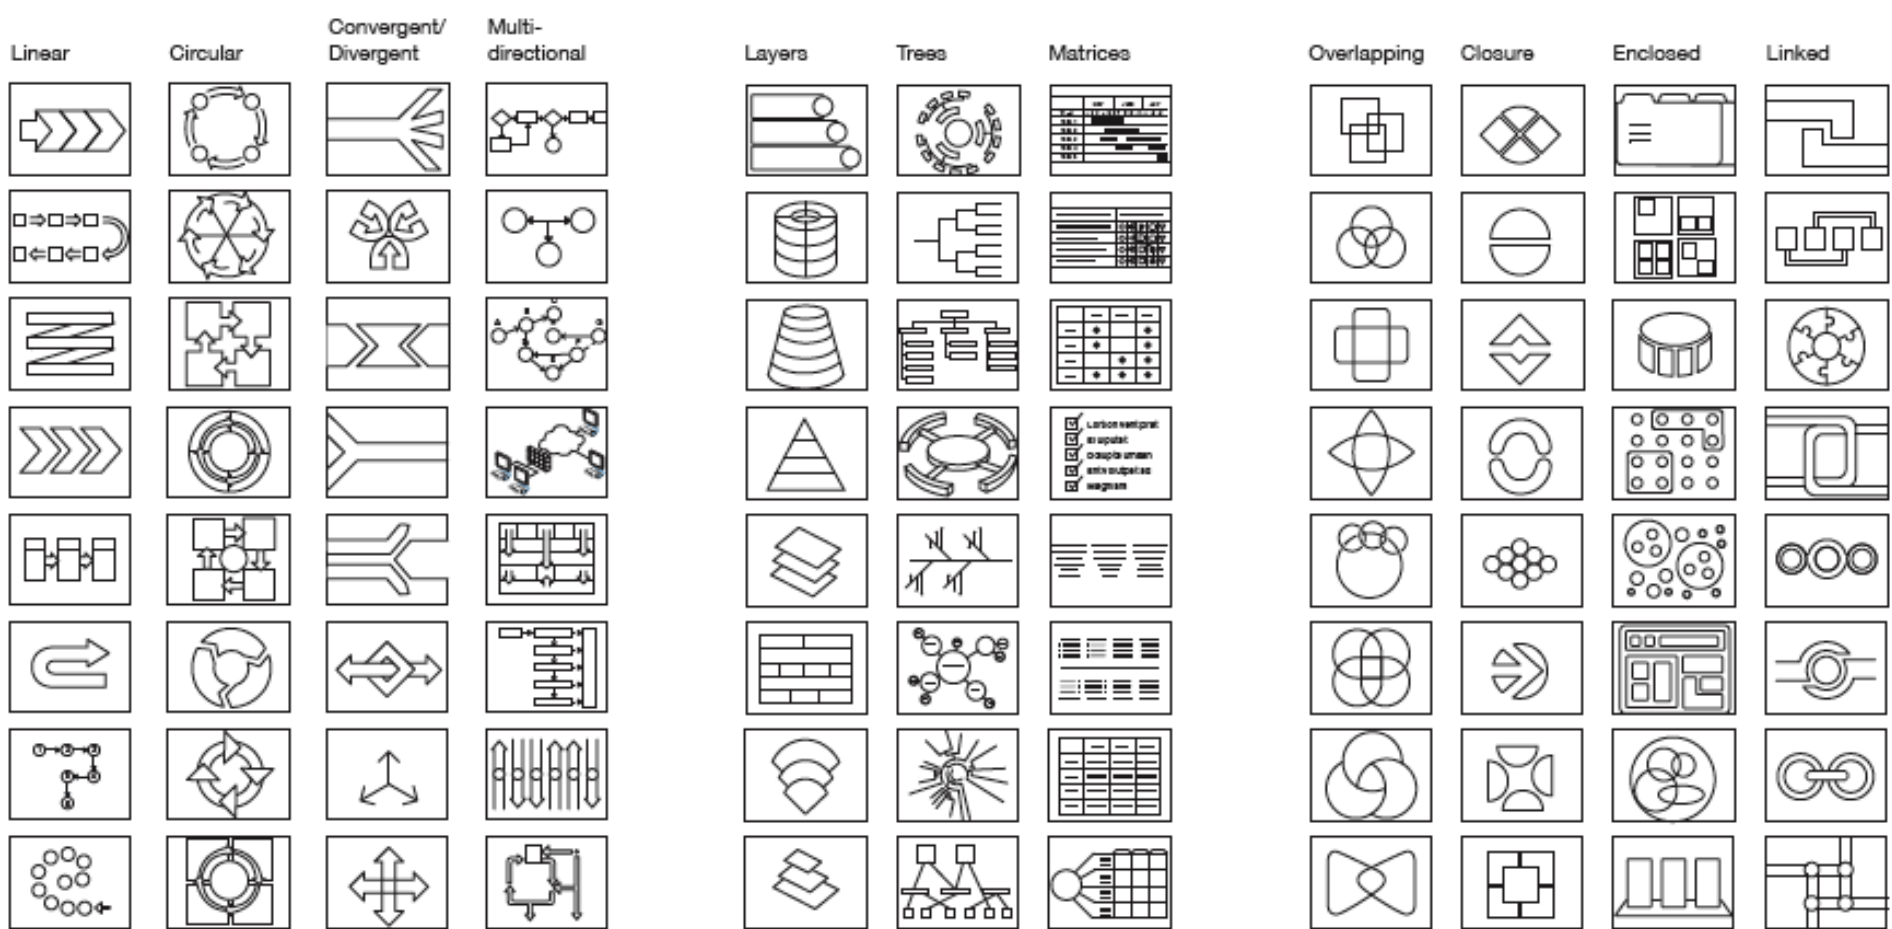 Linear
Circular
Convergent/
Divergent
Multi-
directional
Layers
Trees
Matrices
Overlapping
Closure
Enclosed
Linked